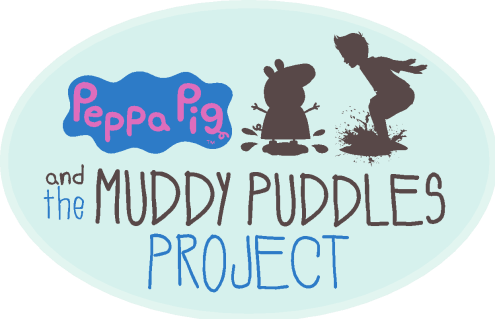 Peppa Pig
™
and
the MUDDY PUDDLES
PROJECT